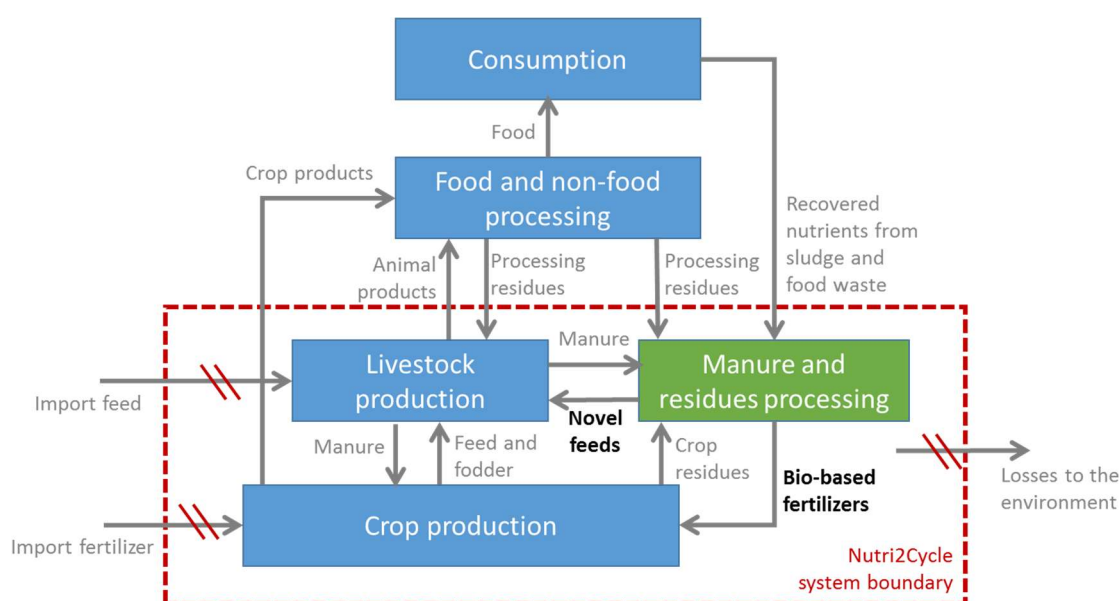 Consumption
Food
Crop products
Food and non-food
processing
Recovered
nutrients from
sludge and
food waste
Animal
products
Processing
residues
Processing
residues
Livestock
production
Manure
Manure and
residues processing
Import feed
Novel
feeds
Manure
Feed and
fodder
Crop
residues
Bio-based
fertilizers
Losses to the
environment
Crop production
Import fertilizer
Nutri2Cycle
system boundary